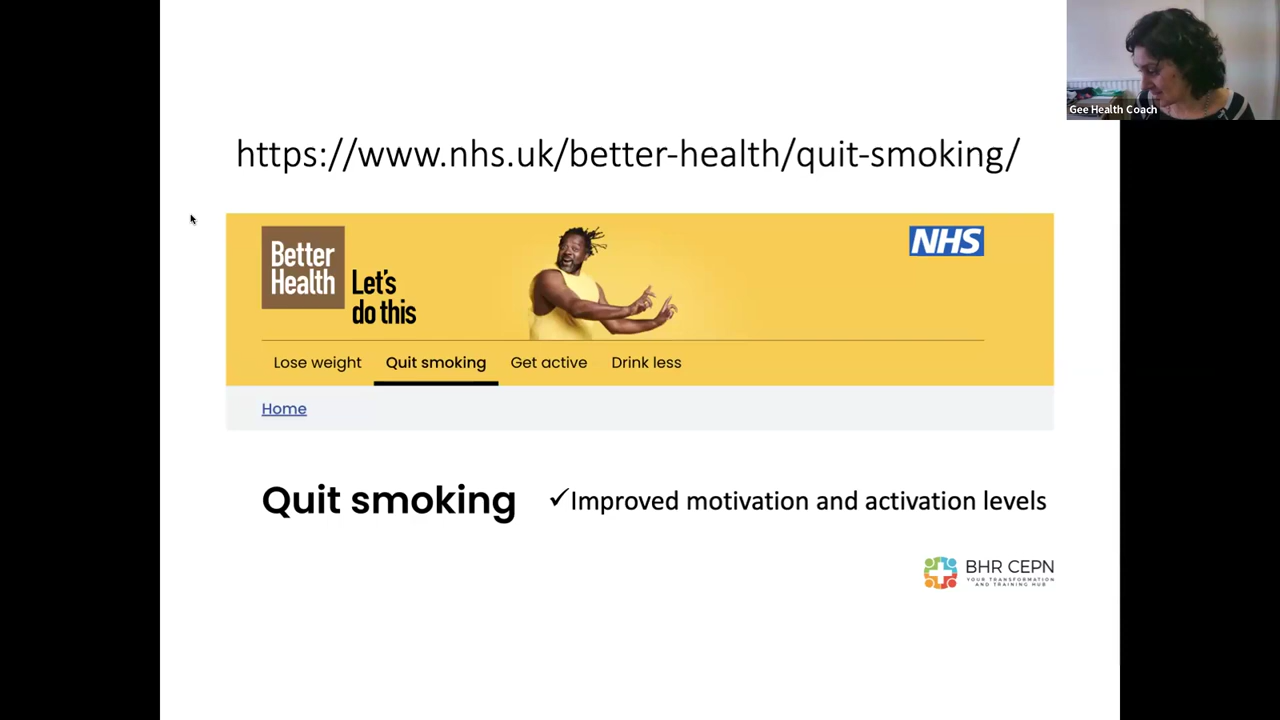 Gee Health Coach
https://www.nhs.uk/better-health/quit-smoking/
Better
Health
Let's
do this
NHS
Lose weight Quit smoking Get active Drink less
Home
Quit smoking ✓Improved motivation and activation levels
BHR CEPN
YOUR TRANSFORMATION
AND TRAINING HUB